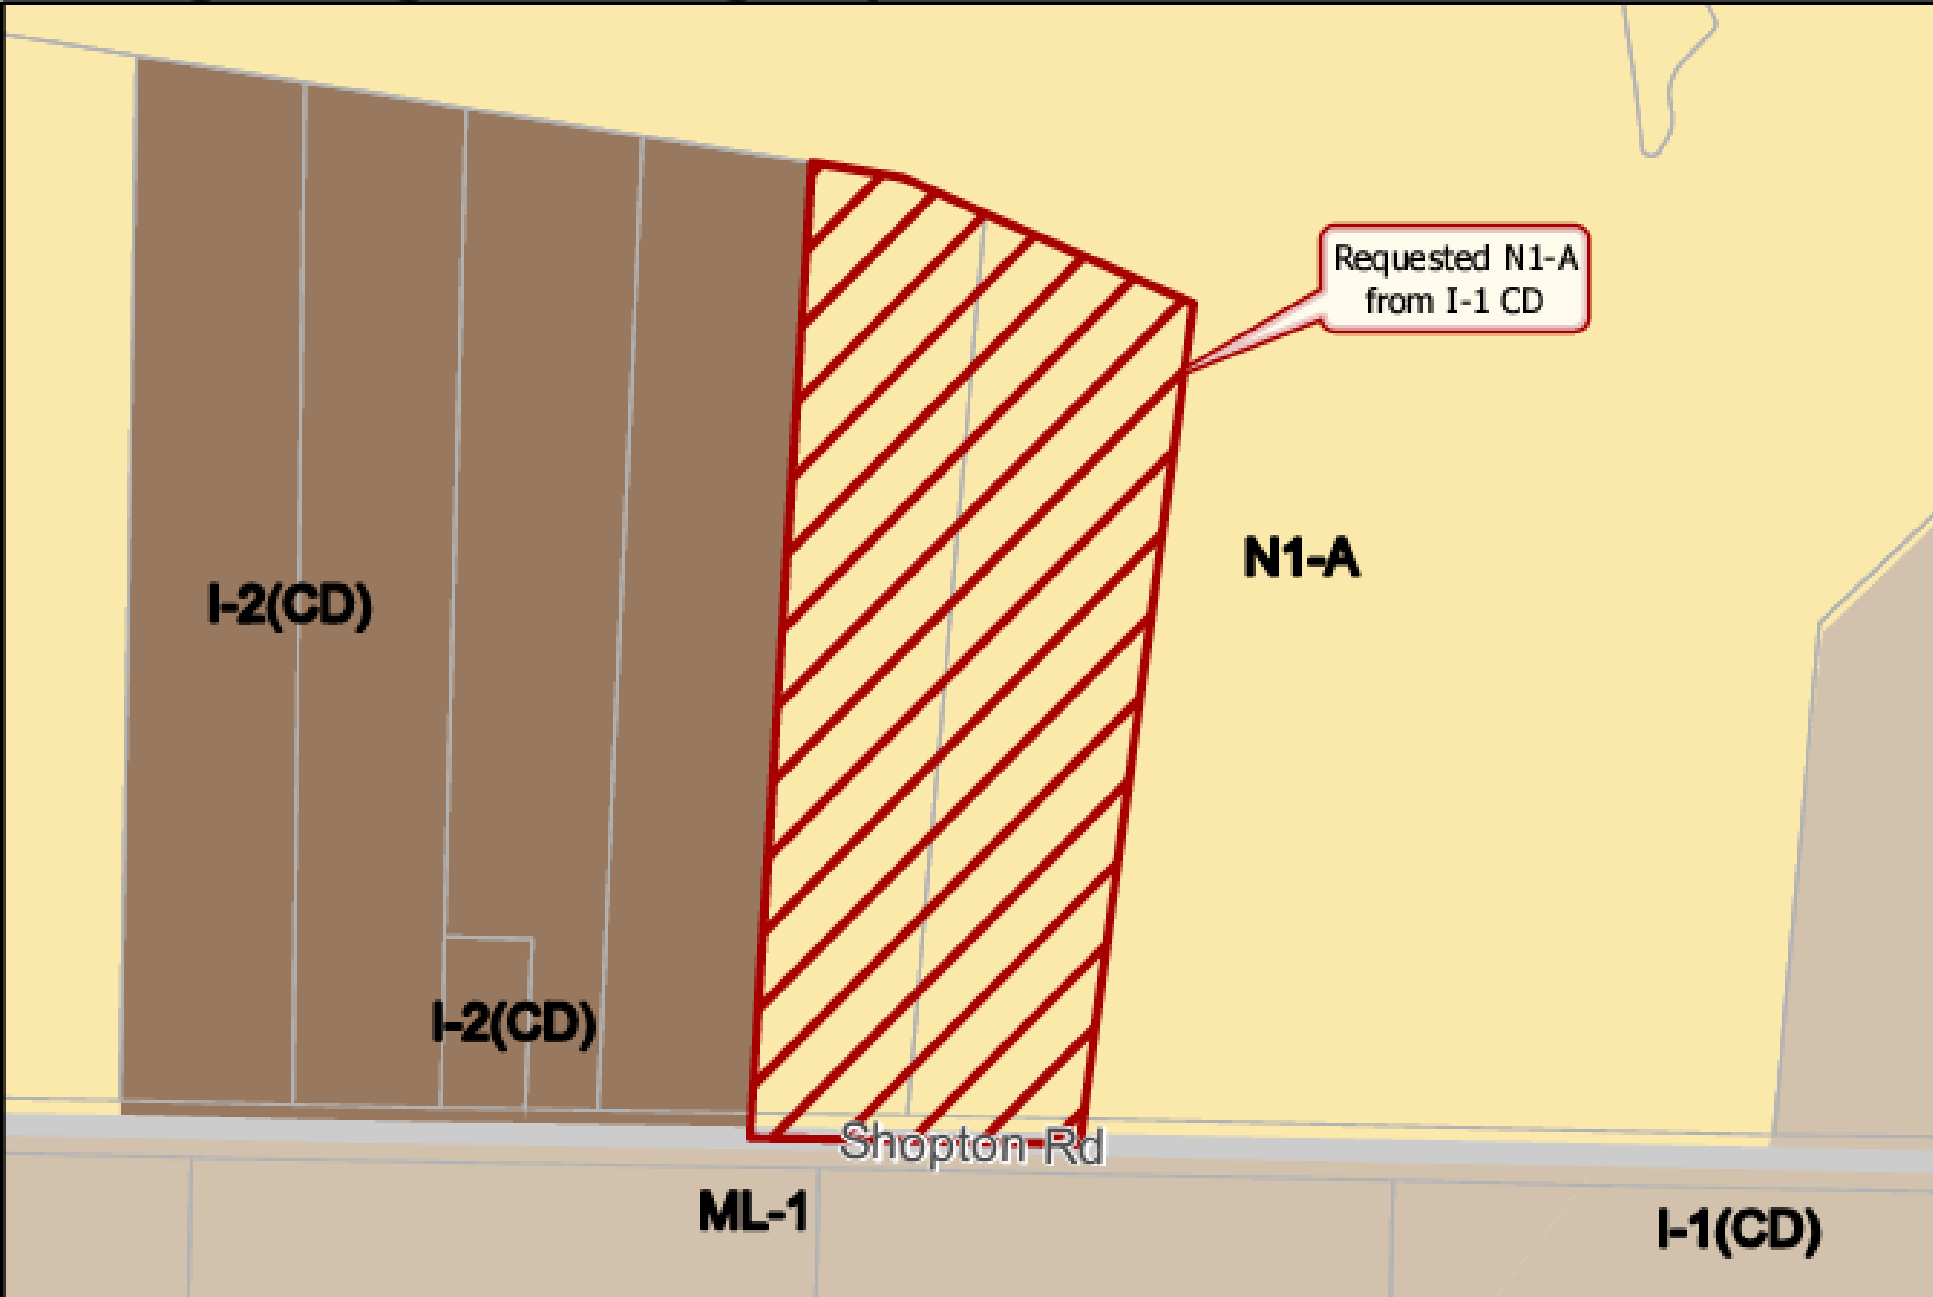 Requested N1-A
from I-1 CD
N1-A
I-2(CD)
I-2(CD)
Shopton Rd
ML-1
I-1(CD)